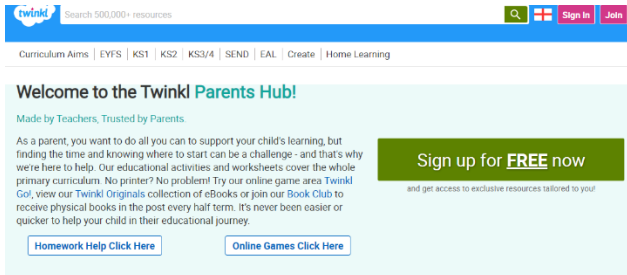 twinkl
Search 500,000+ resources
Sign In
Join
Curriculum Aims | EYFS | KS1 | KS2 | KS3/4 | SEND | EAL | Create | Home Learning
Welcome to the Twinkl Parents Hub!
Made by Teachers, Trusted by Parents.
As a parent, you want to do all you can to support your child's learning, but
finding the time and knowing where to start can be a challenge - and that's why
we're here to help. Our educational activities and worksheets cover the whole
primary curriculum. No printer? No problem! Try our online game area Twinkl
Go!, view our Twinkl Originals collection of eBooks or join our Book Club to
receive physical books in the post every half term. It's never been easier or
quicker to help your child in their educational journey.
Homework Help Click Here
Online Games Click Here
Sign up for FREE now
and get access to exclusive resources tailored to you!